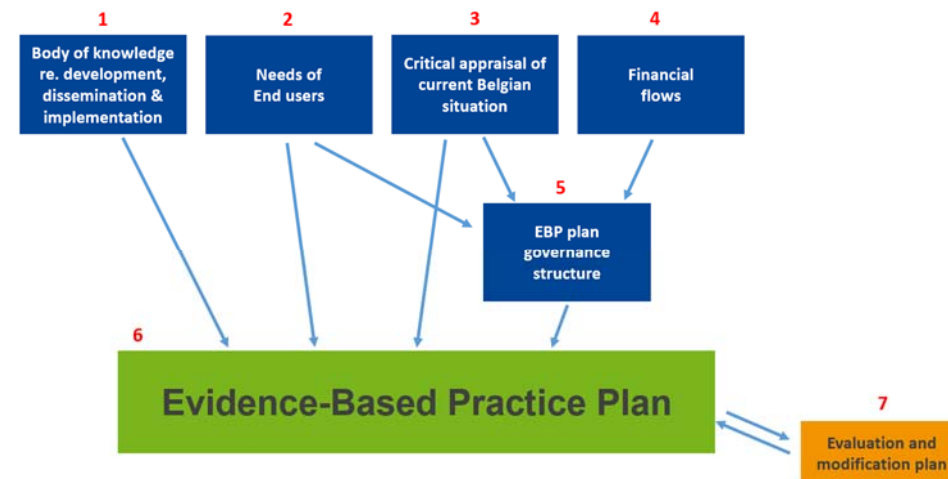 1
Body of knowledge
re. development,
dissemination &
implementation
2
Needs of
End users
3
Critical appraisal of
current Belgian
situation
4
Financial
flows
5
EBP plan
governance
structure
6
Evidence-Based Practice Plan
7
Evaluation and
modification plan